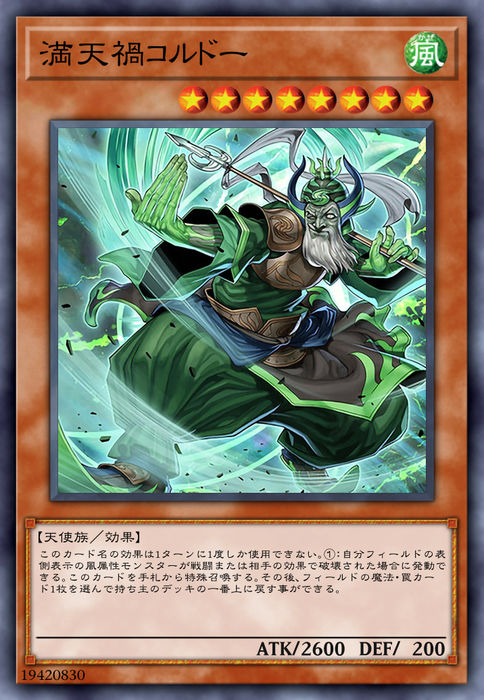 満天禍コルドー
かぜ
風
【天使族／効果】
このカード名の効果は1ターンに1度しか使用できない。①：自分フィールドの表
側表示の風属性モンスターが戦闘または相手の効果で破壊された場合に発動で
きる。このカードを手札から特殊召喚する。その後、フィールドの魔法・罠カー
ド1枚を選んで持ち主のデッキの一番上に戻す事ができる。
ATK/2600 DEF/ 200
19420830